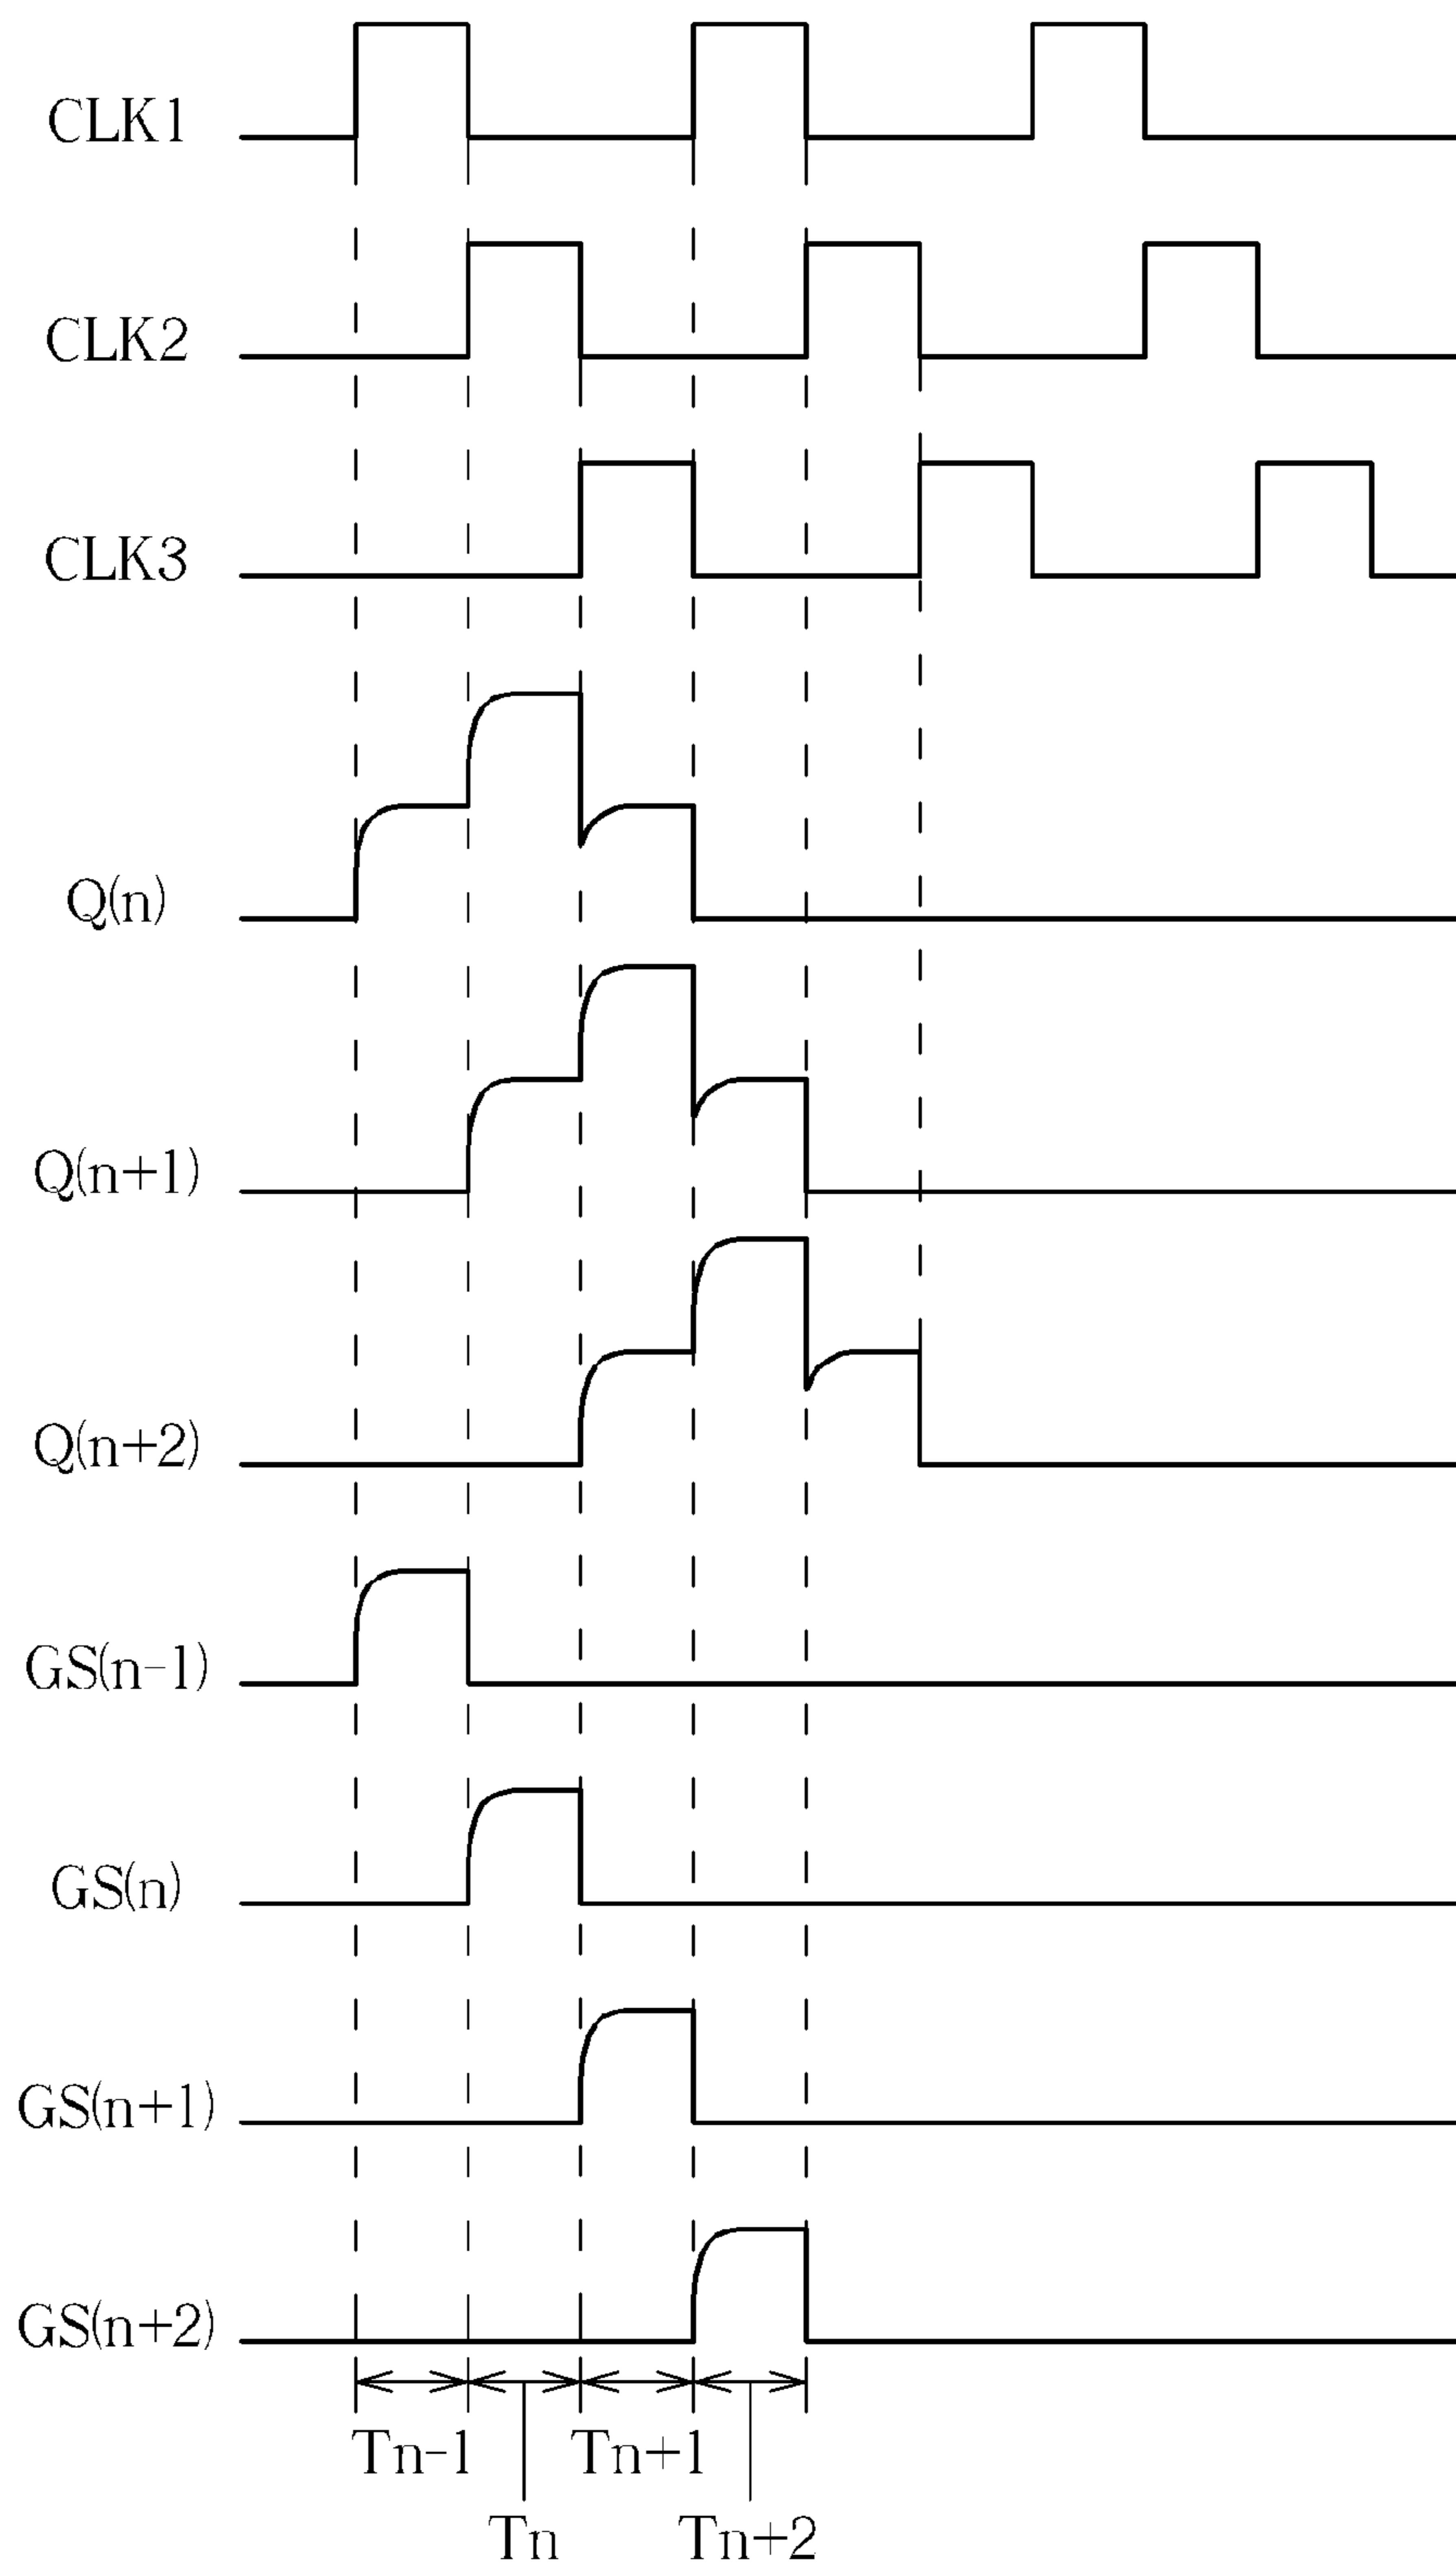 CLK1
CLK2
CLK3
Q(n)
Q(n+1)
Q(n+2)
GS(n-1)
GS(n)
GS(n+1)
GS(n+2)
Tn-1
Tn+1
Tn
Tn+2